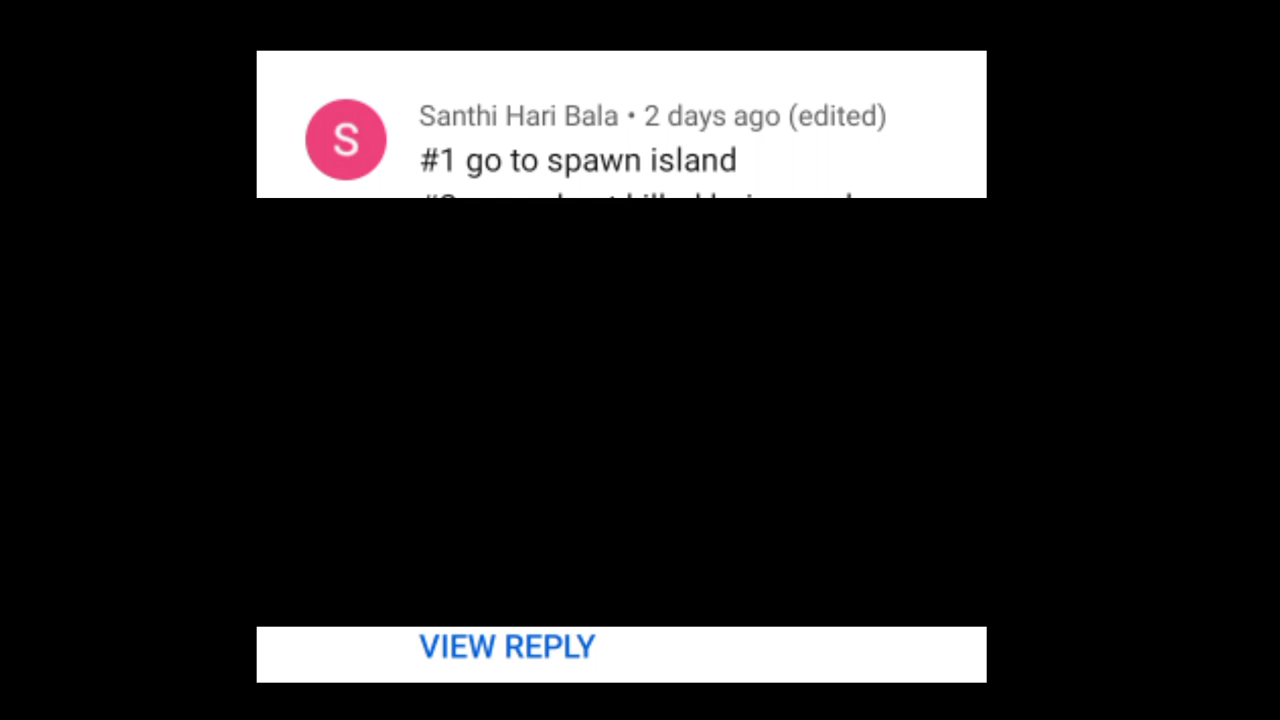 S
Santhi Hari Bala • 2 days ago (edited)
#1 go to spawn island
VIEW REPLY